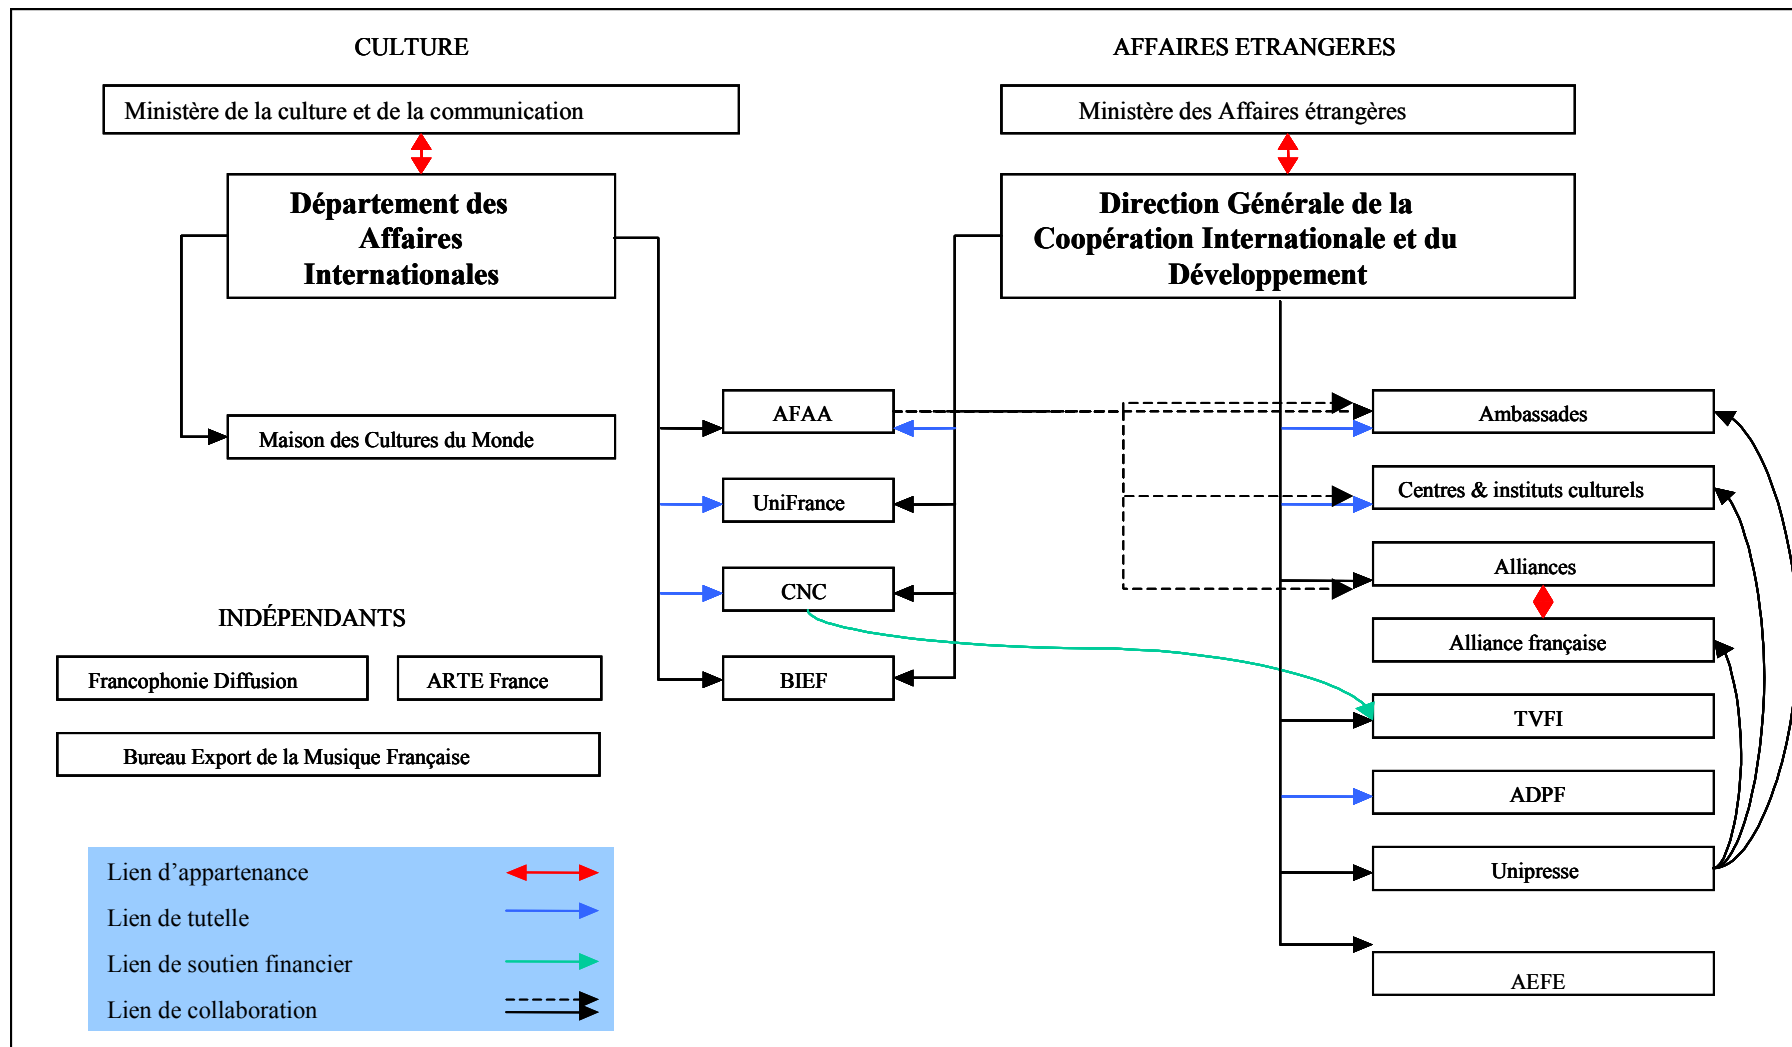 CULTURE
AFFAIRES ETRANGERES
Ministère de la culture et de la communication
Ministère des Affaires étrangères
Département des
Affaires
Internationales
Direction Générale de la
Coopération Internationale et du
Développement
AFAA
Ambassades
Maison des Cultures du Monde
UniFrance
Centres & instituts culturels
CNC
Alliances
INDÉPENDANTS
Alliance française
Francophonie Diffusion
ARTE France
BIEF
TVFI
Bureau Export de la Musique Française
ADPF
Lien d’appartenance
Unipresse
Lien de tutelle
Lien de soutien financier
AEFE
Lien de collaboration